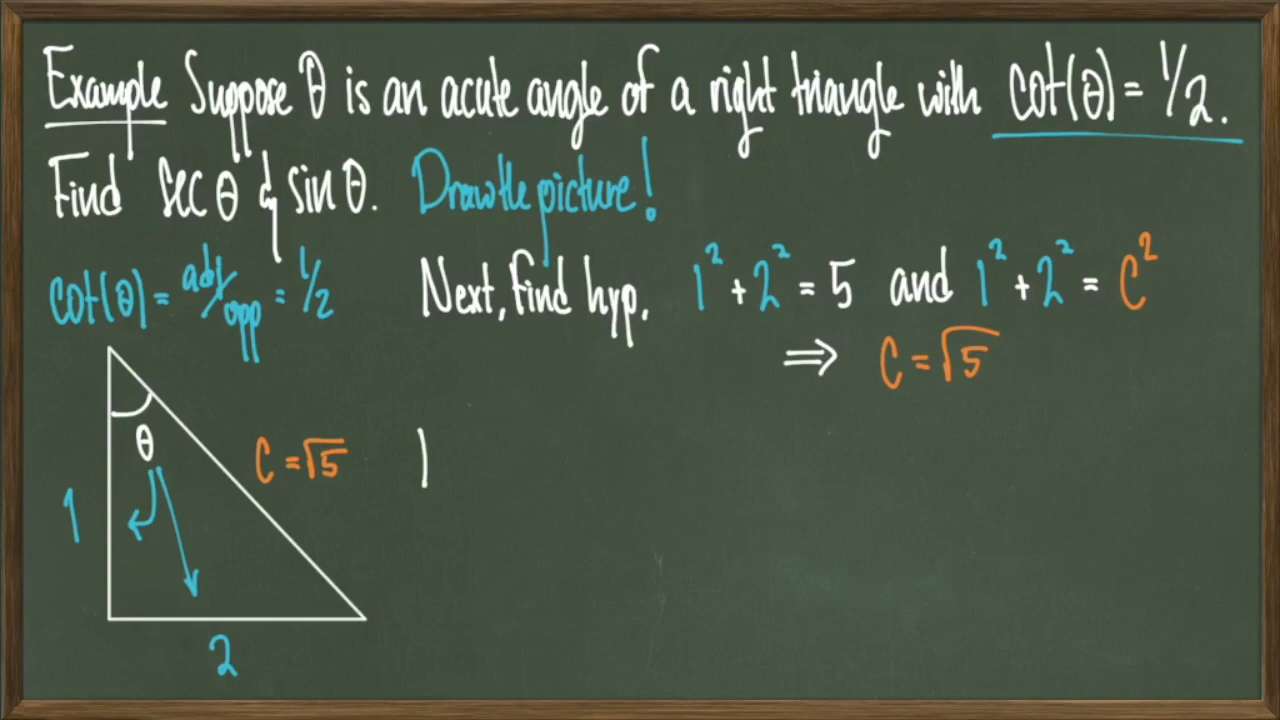 Example Suppose θ is an acute angle of a right triangle with cot(θ) = 1/2.
Find sec θ & sin θ. Draw the picture!
cot(θ) = adj/opp = 1/2
Next, find hyp. 1² + 2² = 5 and 1² + 2² = C²
⇒ C = √5
θ
C = √5
1
2